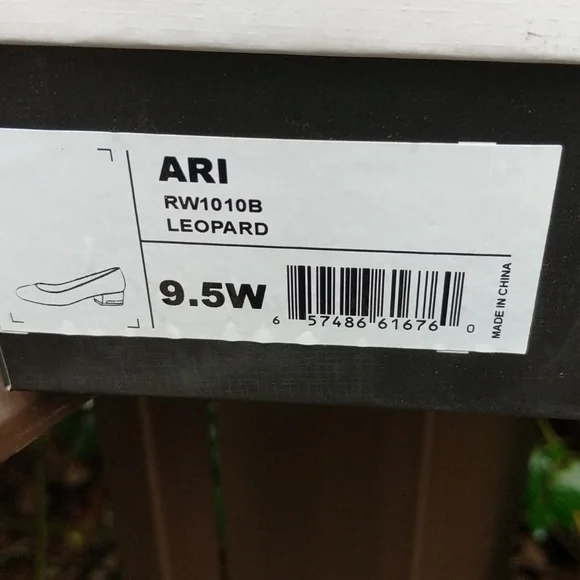 ARI
RW1010B
LEOPARD
9.5W
6 57486 61676 0
MADE IN CHINA